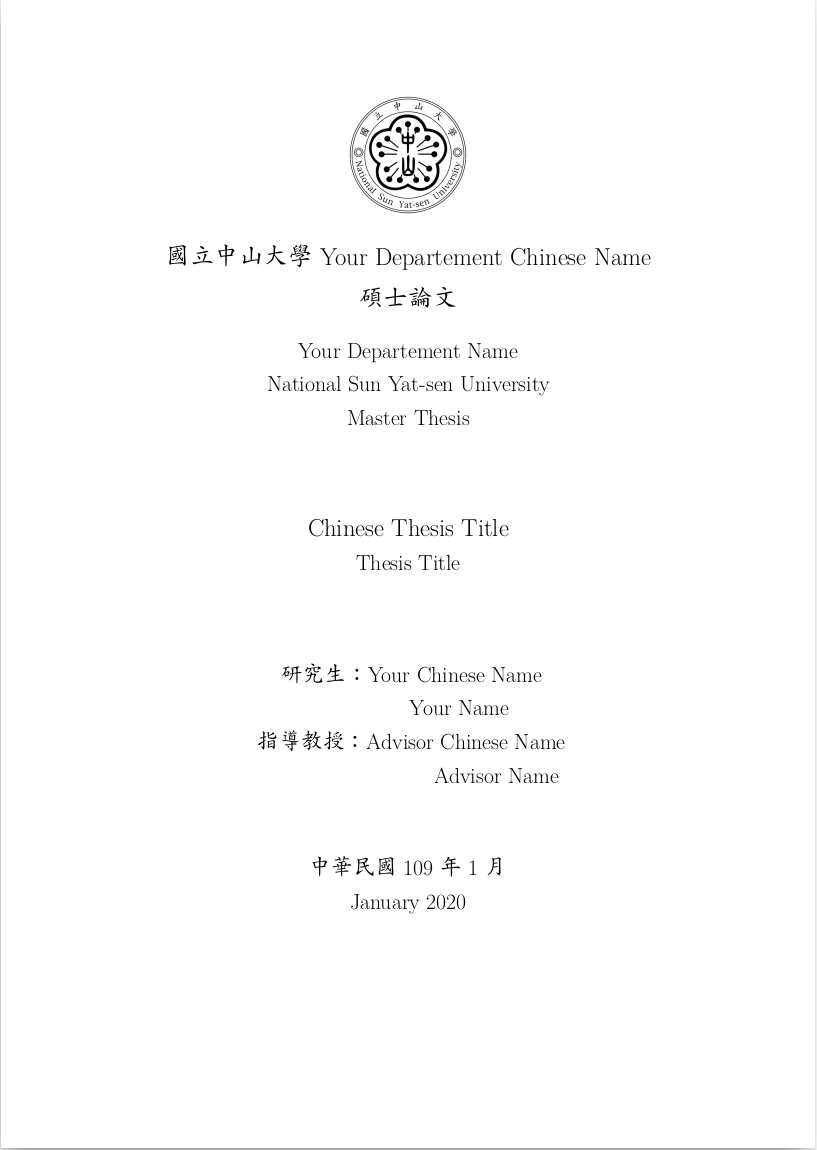 國立中山大學
中山
National Sun Yat-sen University
國立中山大學 Your Departement Chinese Name
碩士論文
Your Departement Name
National Sun Yat-sen University
Master Thesis
Chinese Thesis Title
Thesis Title
研究生：Your Chinese Name
Your Name
指導教授：Advisor Chinese Name
Advisor Name
中華民國 109 年 1 月
January 2020